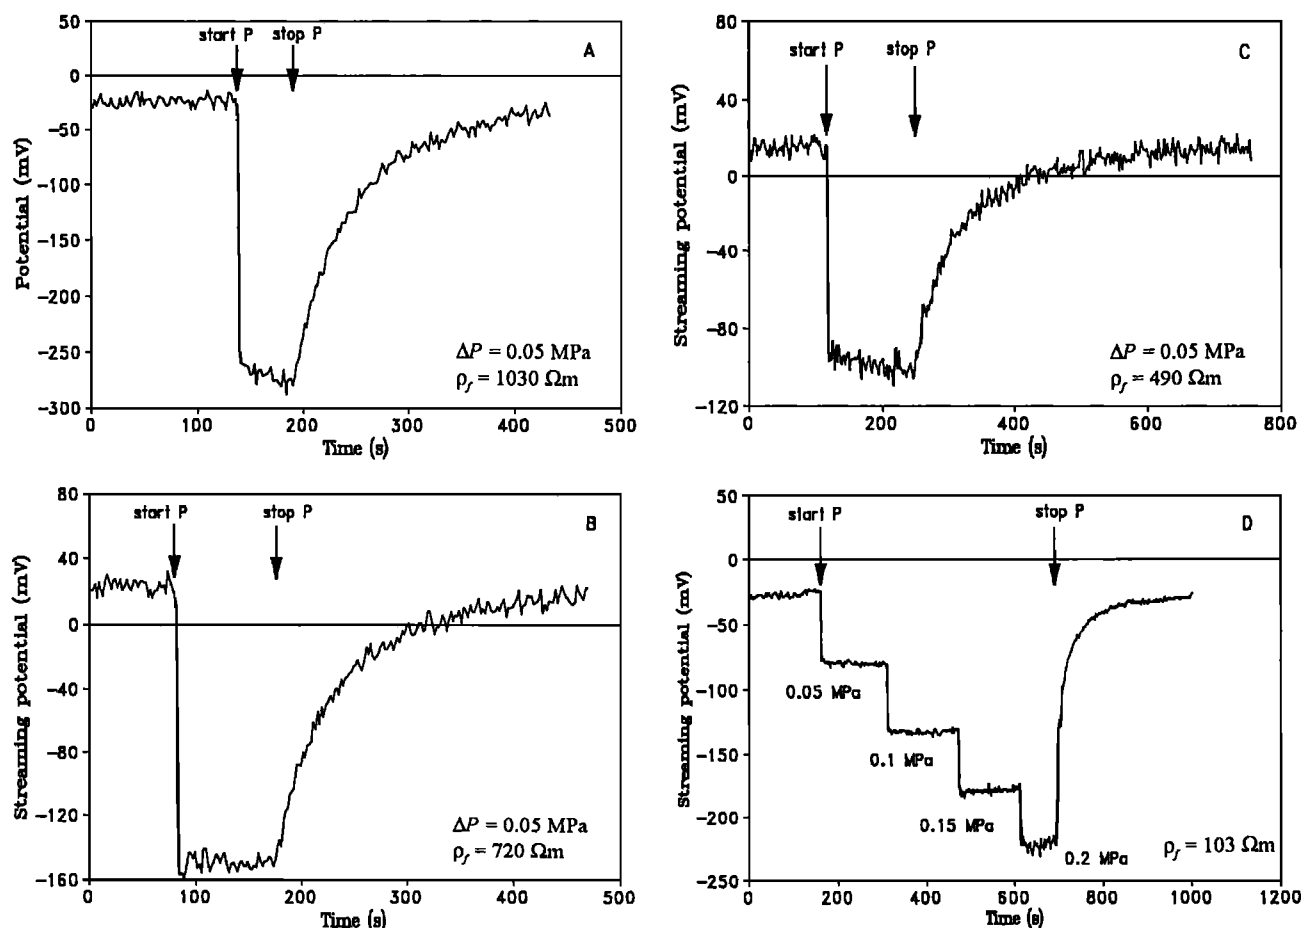 50
0
−50
−100
−150
−200
−250
−300
Potential (mV)
start P
stop P
A
ΔP = 0.05 MPa
ρf = 1030 Ωm
0
100
200
300
400
500
Time (s)
80
40
0
−40
−80
−120
Streaming potential (mV)
start P
stop P
C
ΔP = 0.05 MPa
ρf = 490 Ωm
0
200
400
600
800
Time (s)
80
40
0
−40
−80
−120
−160
Streaming potential (mV)
start P
stop P
B
ΔP = 0.05 MPa
ρf = 720 Ωm
0
100
200
300
400
500
Time (s)
50
0
−50
−100
−150
−200
−250
Streaming potential (mV)
start P
stop P
D
0.05 MPa
0.1 MPa
0.15 MPa
0.2 MPa
ρf = 103 Ωm
0
200
400
600
800
1000
1200
Time (s)